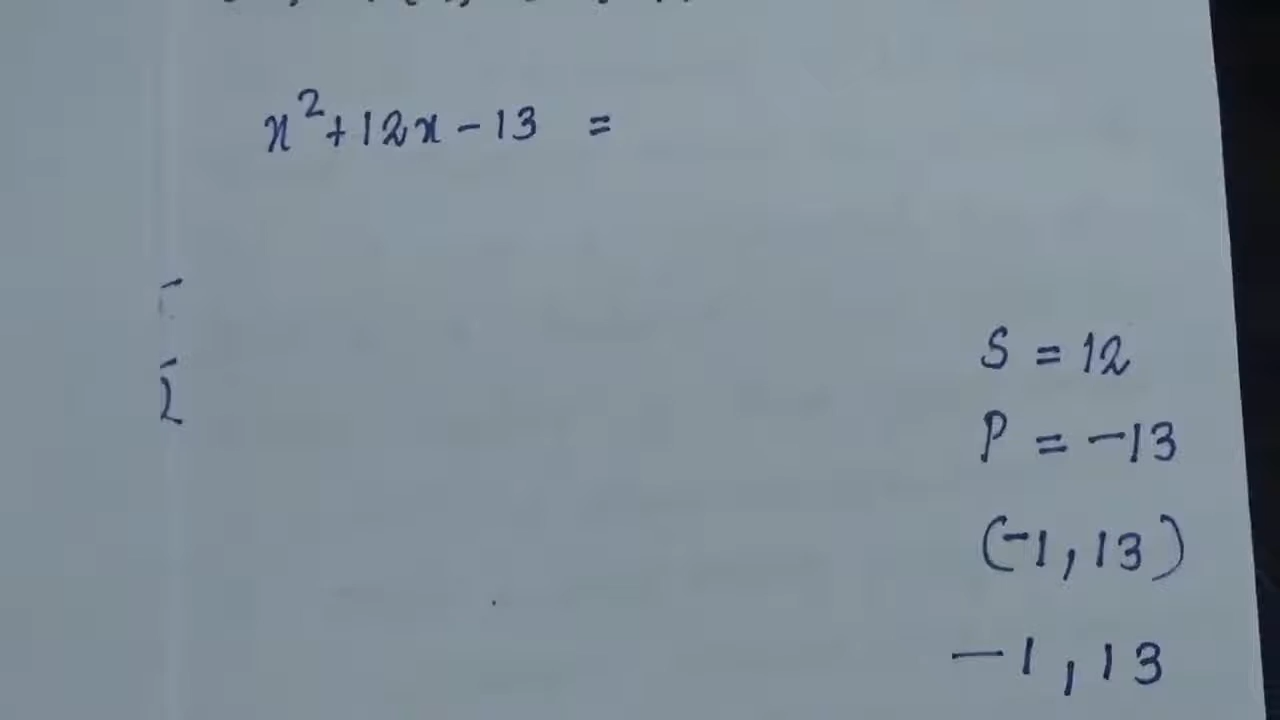 x²+12x-13 =
S = 12
P = -13
(-1, 13)
-1, 13